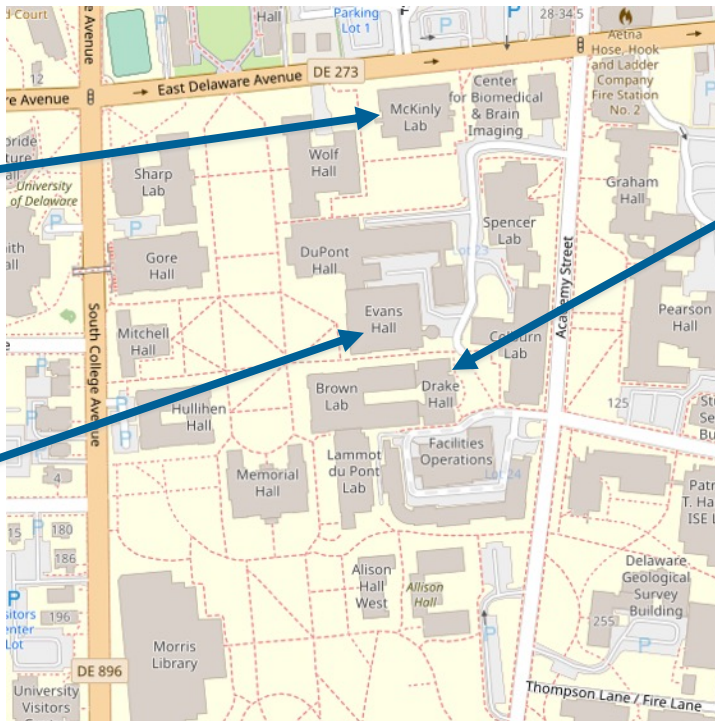 d Court
Avenue
Hall
Parking
Lot 1
P
P
28-34.5
Aetna
Hose, Hook
and Ladder
Company
Fire Station
No. 2
12
re Avenue
East Delaware Avenue
DE 273
McKinly
Lab
Center
for Biomedical
& Brain
Imaging
Wolf
Hall
Sharp
Lab
University
of Delaware
P
P
Graham
Hall
Spencer
Lab
Gore
Hall
DuPont
Hall
Lot 23
Academy Street
South College Avenue
Evans
Hall
Pearson
Hall
Mitchell
Hall
Colburn
Lab
Brown
Lab
Drake
Hall
Hullihen
Hall
P
125
Facilities
Operations
Lot 24
Lammot
du Pont
Lab
Memorial
Hall
4
15
P
180
186
P
196
Alison
Hall
West
Allison
Hall
Delaware
Geological
Survey
Building
255
P
P
Morris
Library
DE 896
University
Visitors
Thompson Lane / Fire Lane